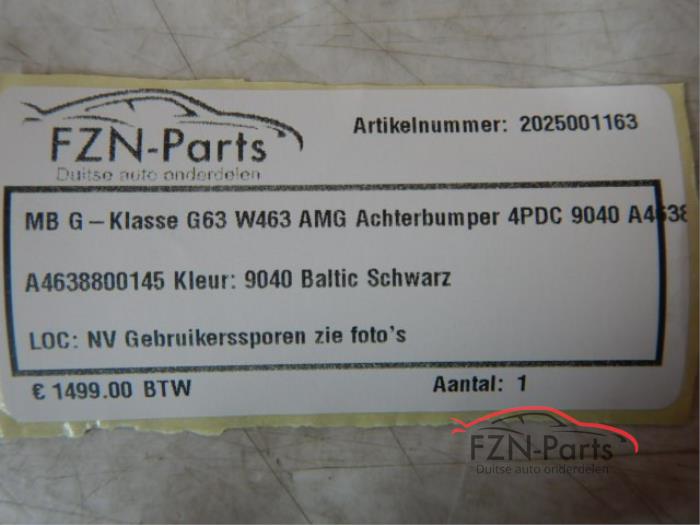 FZN-Parts
Duitse auto onderdelen
Artikelnummer: 2025001163
MB G-Klasse G63 W463 AMG Achterbumper 4PDC 9040 A4638
A4638800145 Kleur: 9040 Baltic Schwarz
LOC: NV Gebruikerssporen zie foto's
€ 1499.00 BTW
Aantal: 1
FZN-Parts
Duitse auto onderdelen